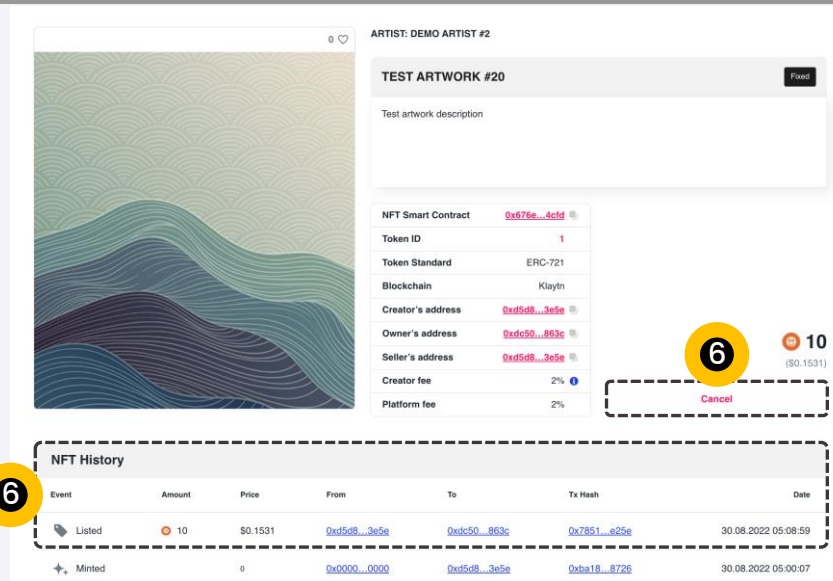 0
ARTIST: DEMO ARTIST #2
TEST ARTWORK #20
Fixed
Test artwork description
NFT Smart Contract 0x676e...4cfd
Token ID 1
Token Standard ERC-721
Blockchain Klaytn
Creator's address 0xd5d8...3e5e
Owner's address 0xdc50...863c
Seller's address 0xd5d8...3e5e
Creator fee 2%
Platform fee 2%
10
($0.1531)
6
Cancel
6
NFT History
Event Amount Price From To Tx Hash Date
Listed 10 $0.1531 0xd5d8...3e5e 0xdc50...863c 0x7851...e25e 30.08.2022 05:08:59
Minted 0 0x0000...0000 0xd5d8...3e5e 0xba18...8726 30.08.2022 05:00:07